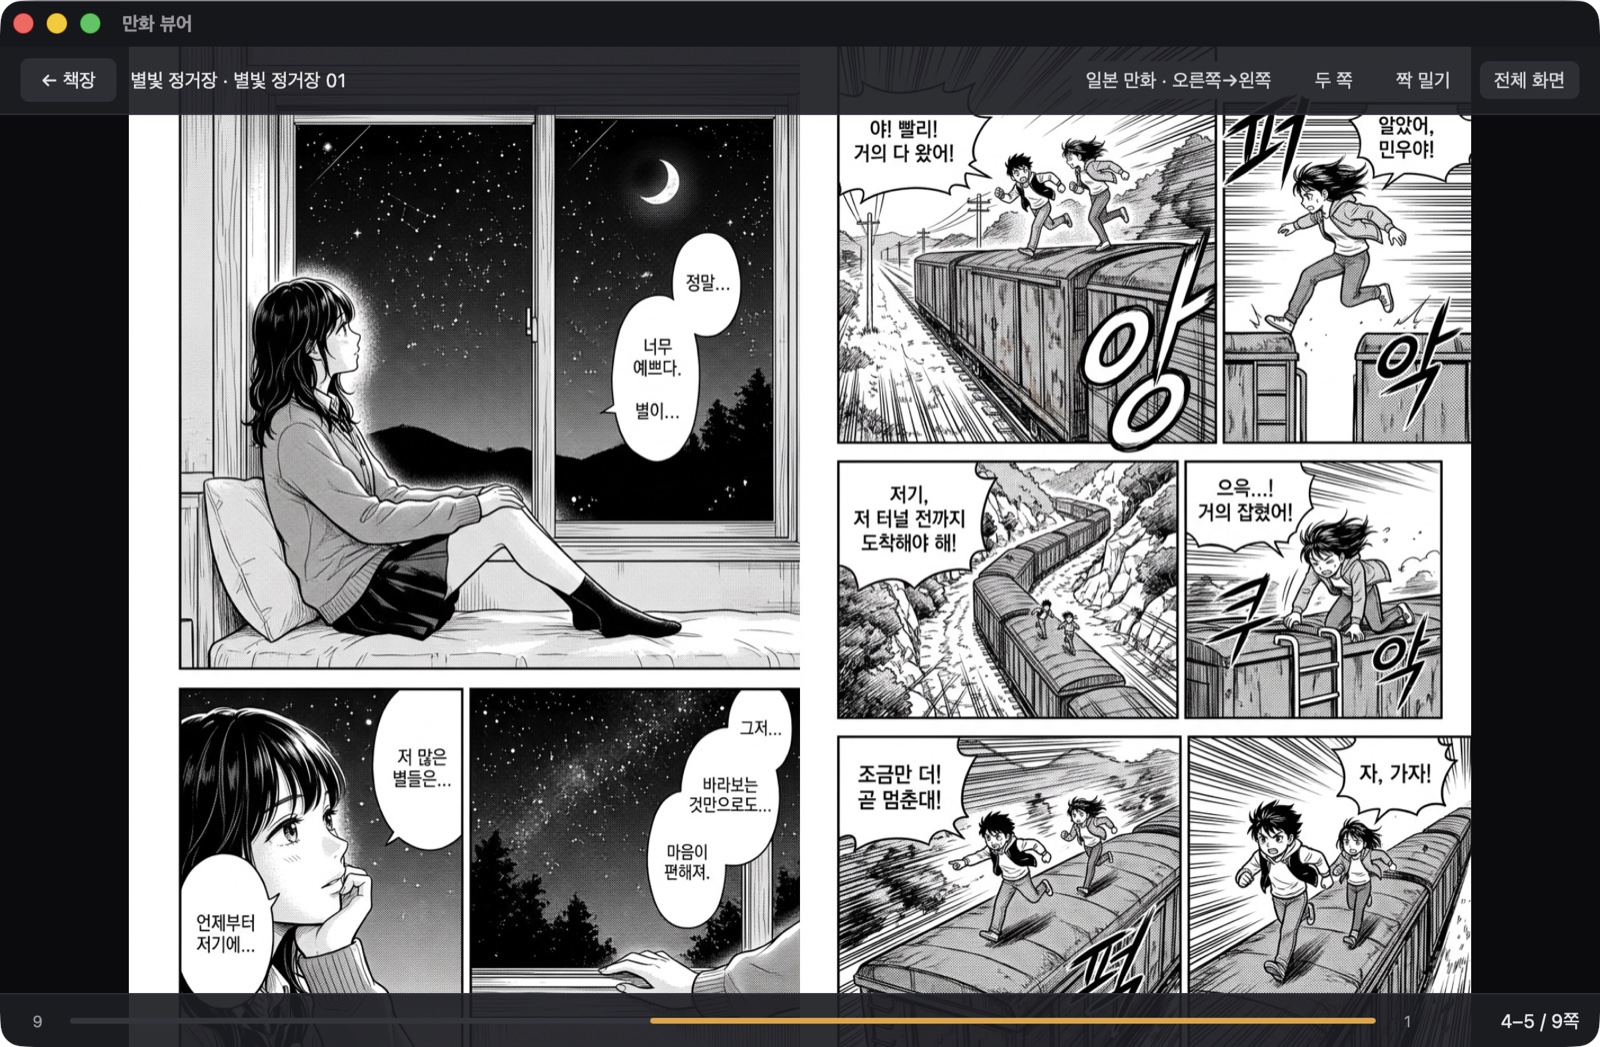 만화 뷰어
← 책장
별빛 정거장 · 별빛 정거장 01
일본 만화 · 오른쪽→왼쪽
두 쪽
짝 밀기
전체 화면
알았어,
민우야!
파
악
야! 빨리!
거의 다 왔어!
앙
으윽...!
거의 잡혔어!
쿠
악
저기,
저 터널 전까지
도착해야 해!
자, 가자!
조금만 더!
곧 멈춘대!
퍽
정말...
너무
예쁘다.
별이...
그저...
바라보는
것만으로도...
마음이
편해져.
저 많은
별들은...
언제부터
저기에...
9
1
4–5 / 9쪽